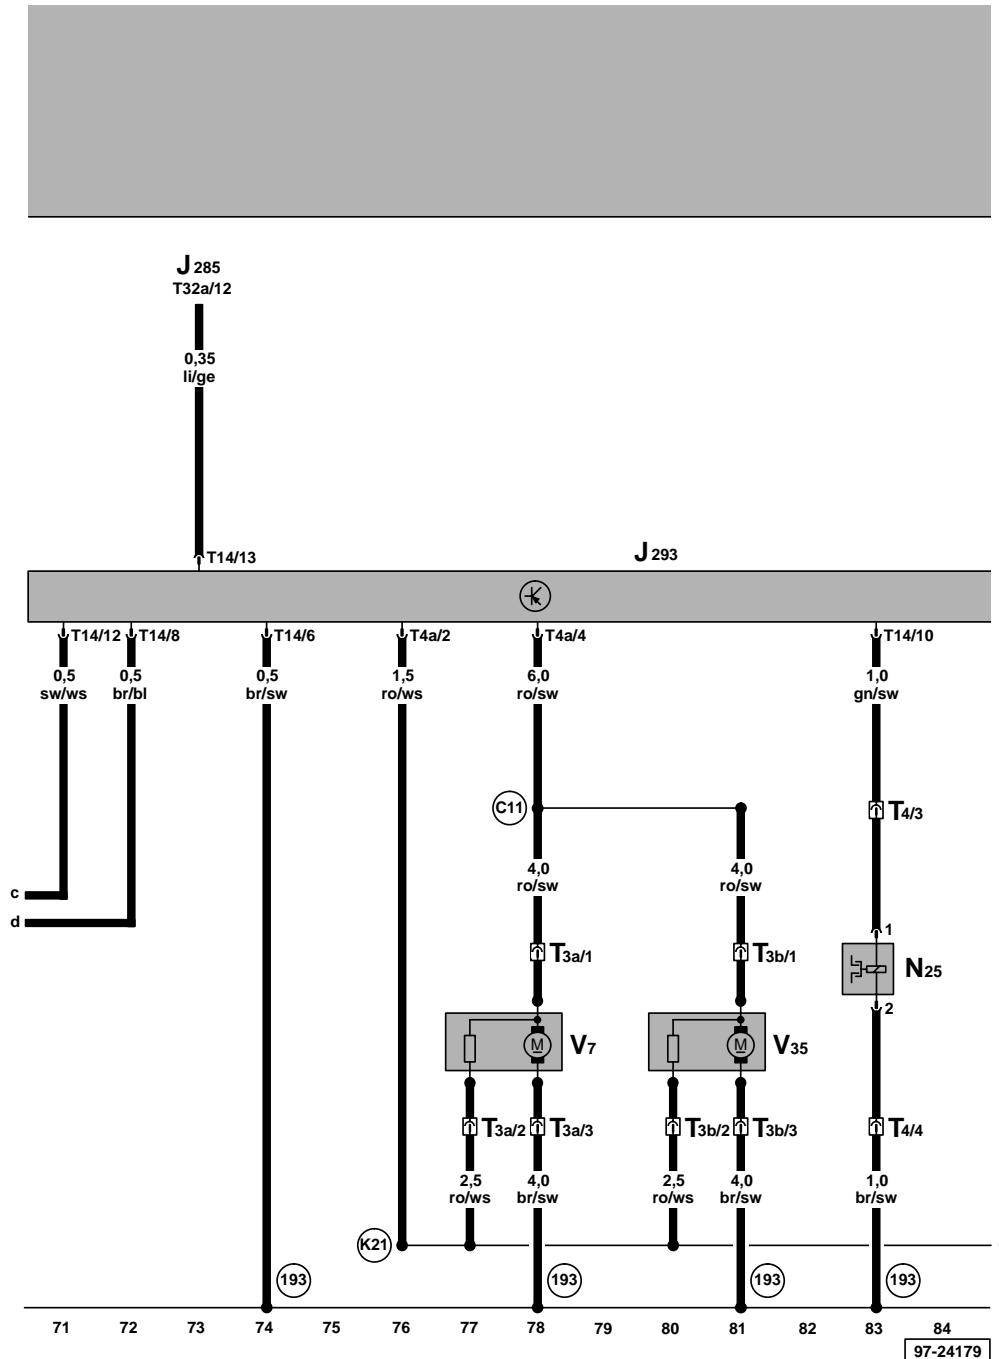 J 285
T32a/12
0,35
li/ge
T14/13
J 293
T14/12 T14/8 T14/6 T4a/2 T4a/4 T14/10
0,5 0,5 0,5 1,5 6,0 1,0
sw/ws br/bl br/sw ro/ws ro/sw gn/sw
C11 T4/3
4,0 4,0
ro/sw ro/sw
c
d
1
T3a/1 T3b/1
N25
2
M V7 M V35
T3a/2 T3a/3 T3b/2 T3b/3 T4/4
2,5 4,0 2,5 4,0 1,0
ro/ws br/sw ro/ws br/sw br/sw
K21
193 193 193 193
71 72 73 74 75 76 77 78 79 80 81 82 83 84
97-24179